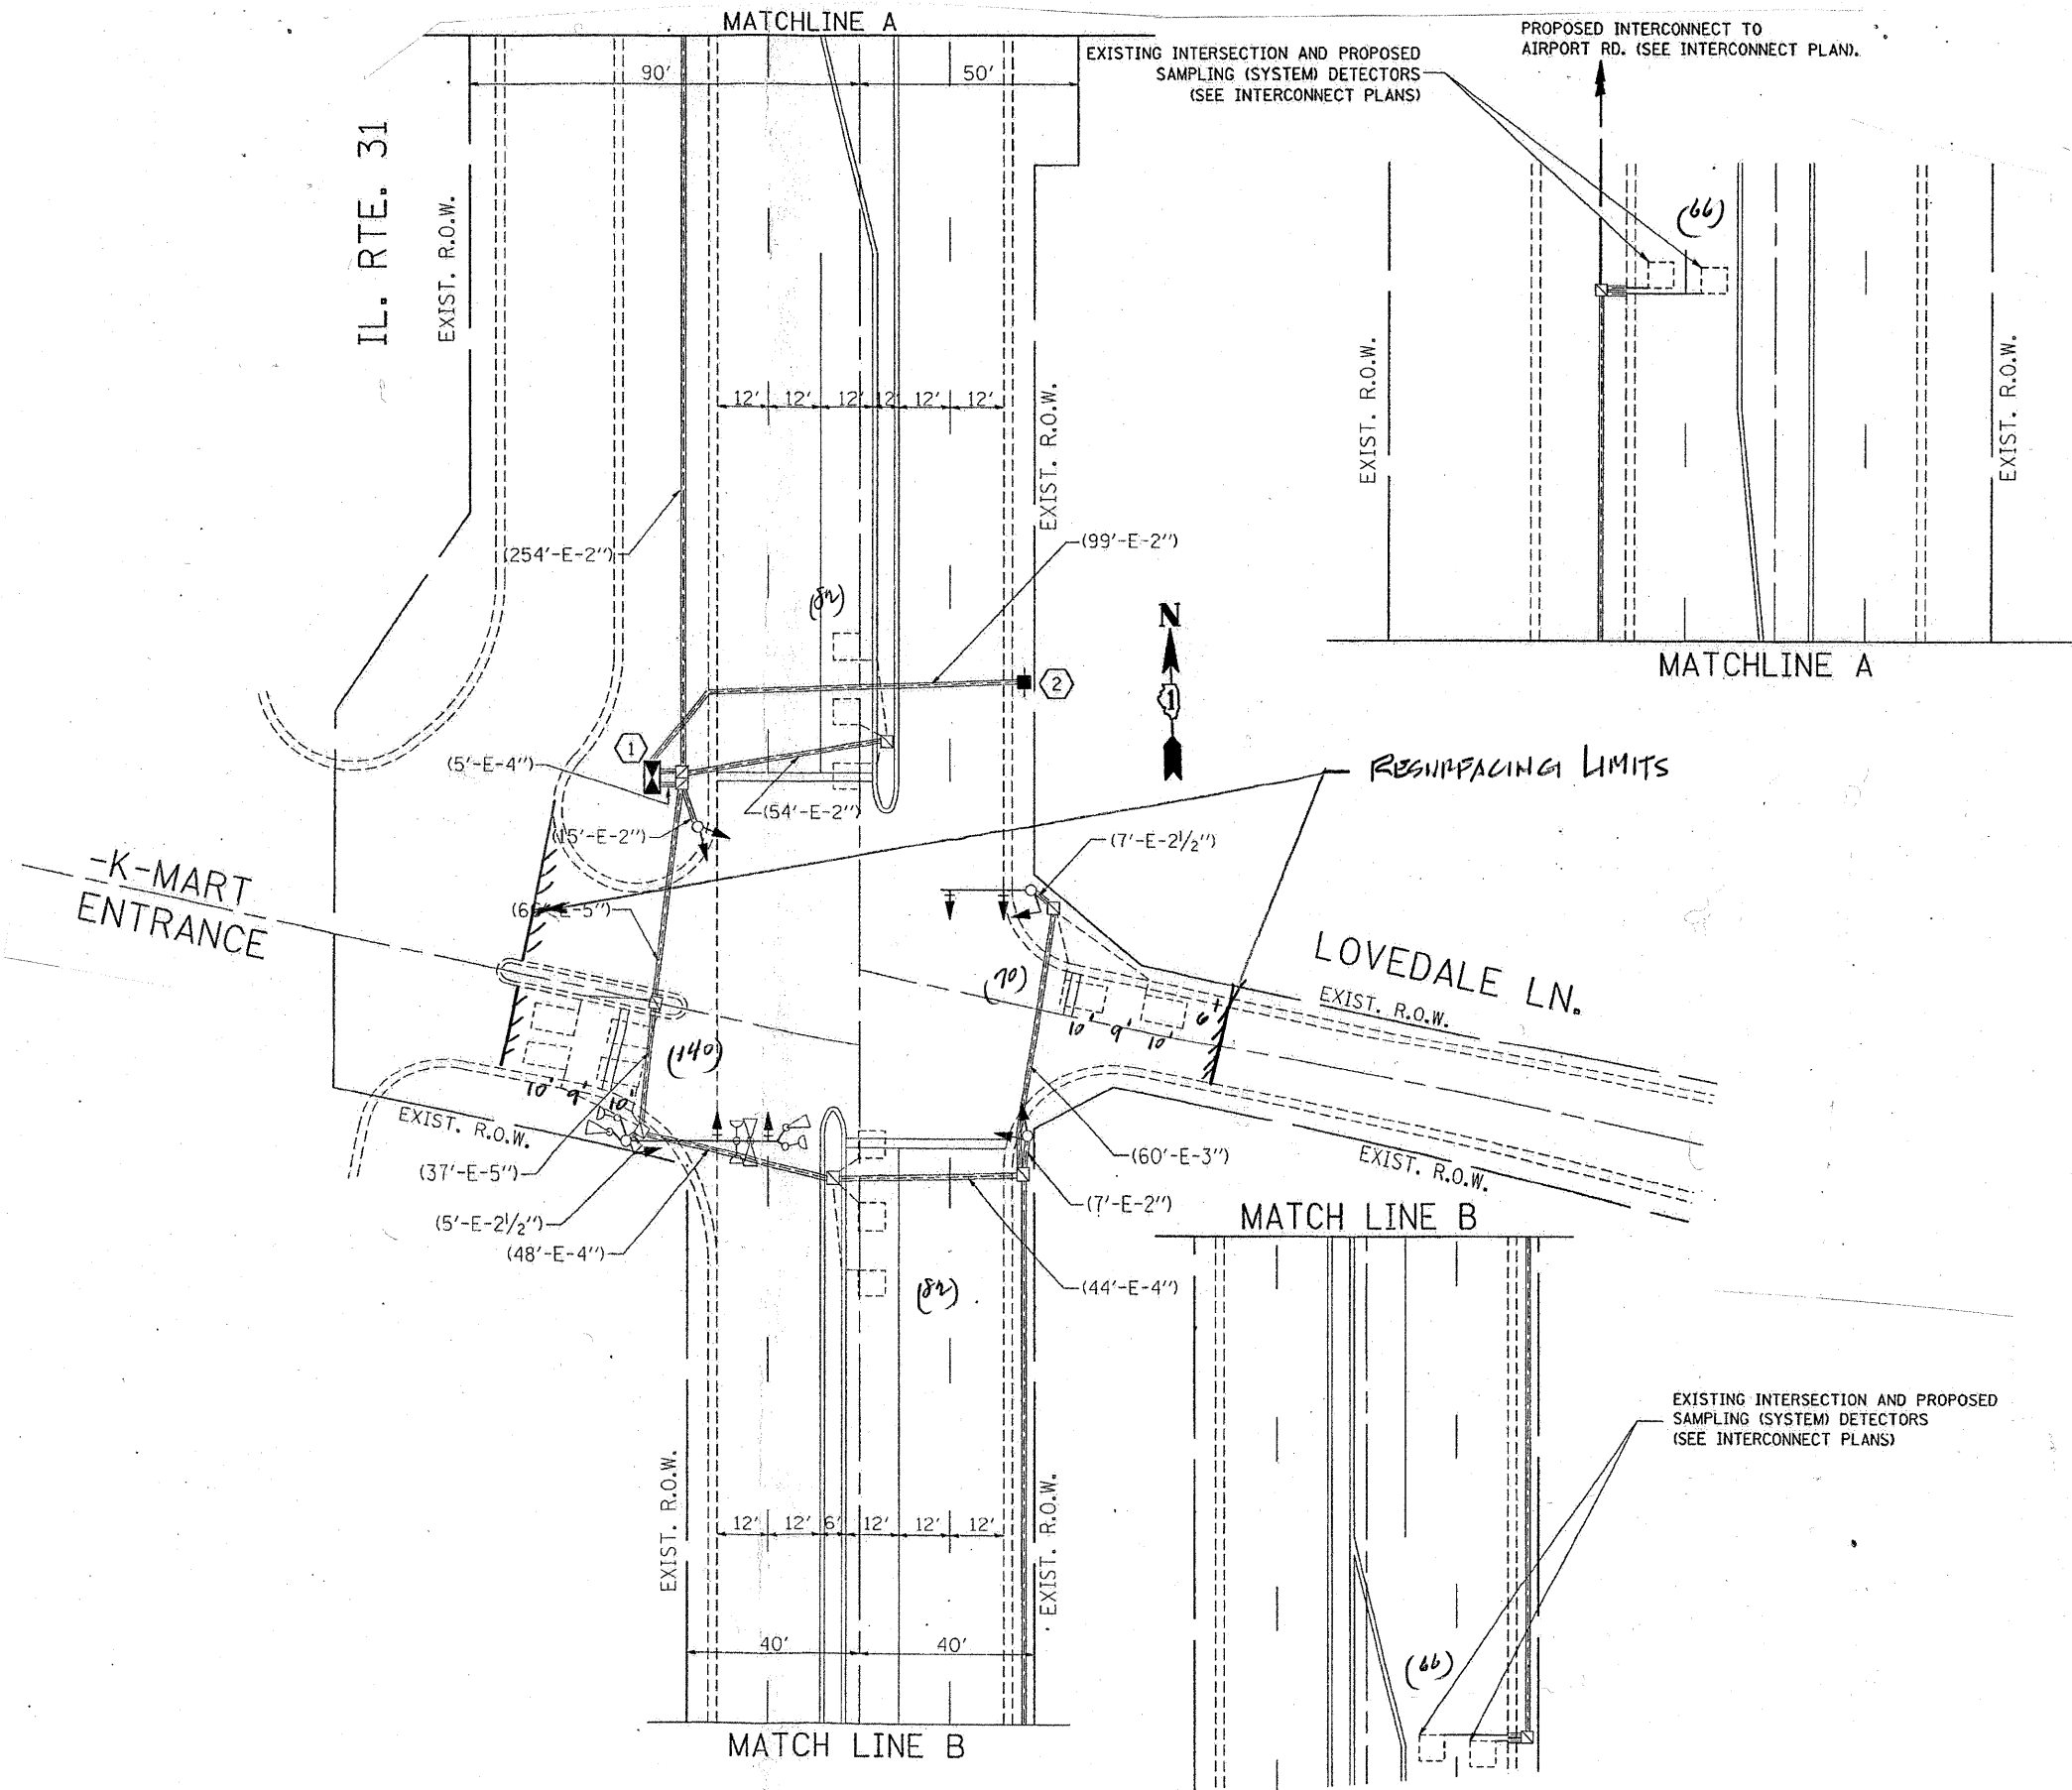 MATCHLINE A
90'
50'
IL. RTE. 31
EXIST. R.O.W.
EXISTING INTERSECTION AND PROPOSED
SAMPLING (SYSTEM) DETECTORS
(SEE INTERCONNECT PLANS)
PROPOSED INTERCONNECT TO
AIRPORT RD. (SEE INTERCONNECT PLAN).
(66)
EXIST. R.O.W.
EXIST. R.O.W.
MATCHLINE A
12'
12'
12'
12'
12'
12'
EXIST. R.O.W.
(254'-E-2")
(99'-E-2")
(82)
N
1
2
1
(5'-E-4")
(54'-E-2")
(15'-E-2")
RESURFACING LIMITS
(7'-E-2½")
K-MART
ENTRANCE
LOVEDALE LN.
EXIST. R.O.W.
(70)
10'
9'
10'
6'
(140)
10'
9'
10'
EXIST. R.O.W.
(37'-E-5")
(5'-E-2½")
(48'-E-4")
(60'-E-3")
(7'-E-2")
EXIST. R.O.W.
(44'-E-4")
(82)
MATCH LINE B
EXISTING INTERSECTION AND PROPOSED
SAMPLING (SYSTEM) DETECTORS
(SEE INTERCONNECT PLANS)
(66)
EXIST. R.O.W.
12'
12'
6'
12'
12'
12'
EXIST. R.O.W.
40'
40'
MATCH LINE B